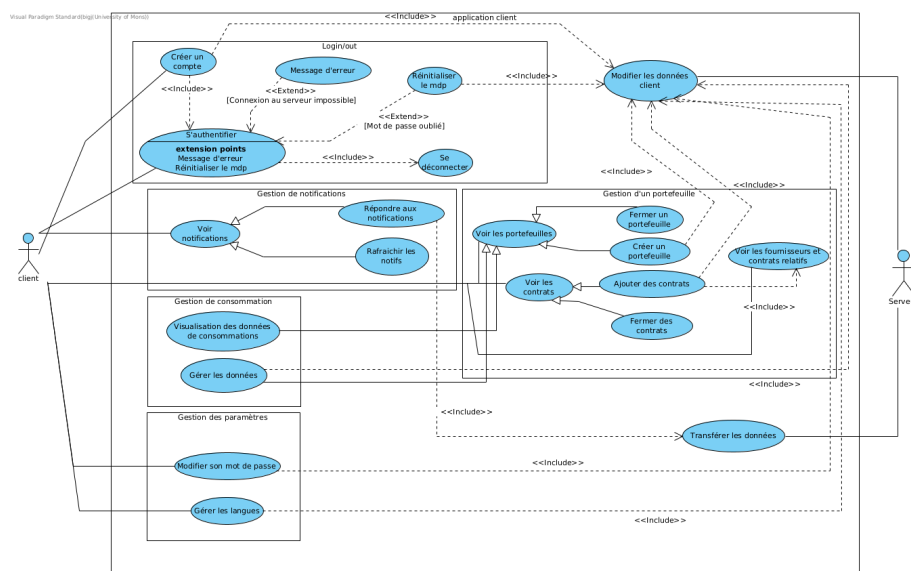 Visual Paradigm Standard(big(University of Mons))
<<Include>>
application client
Login/out
Créer un
compte
Message d'erreur
Réinitialiser
le mdp
Modifier les données
client
<<Include>>
<<Include>>
<<Extend>>
[Connexion au serveur impossible]
<<Extend>>
[Mot de passe oublié]
S'authentifier
extension points
Message d'erreur
Réinitialiser le mdp
<<Include>>
Se
déconnecter
<<Include>>
<<Include>>
Gestion de notifications
Voir
notifications
Répondre aux
notifications
Rafraichir les
notifs
Gestion d'un portefeuille
Voir les portefeuilles
Fermer un
portefeuille
Créer un
portefeuille
Voir les fournisseurs et
contrats relatifs
Voir les
contrats
Ajouter des contrats
<<Include>>
Fermer des
contrats
client
Serve
Gestion de consommation
Visualisation des données
de consommations
Gérer les données
<<Include>>
<<Include>>
Gestion des paramètres
Transférer les données
Modifier son mot de passe
<<Include>>
Gérer les langues
<<Include>>